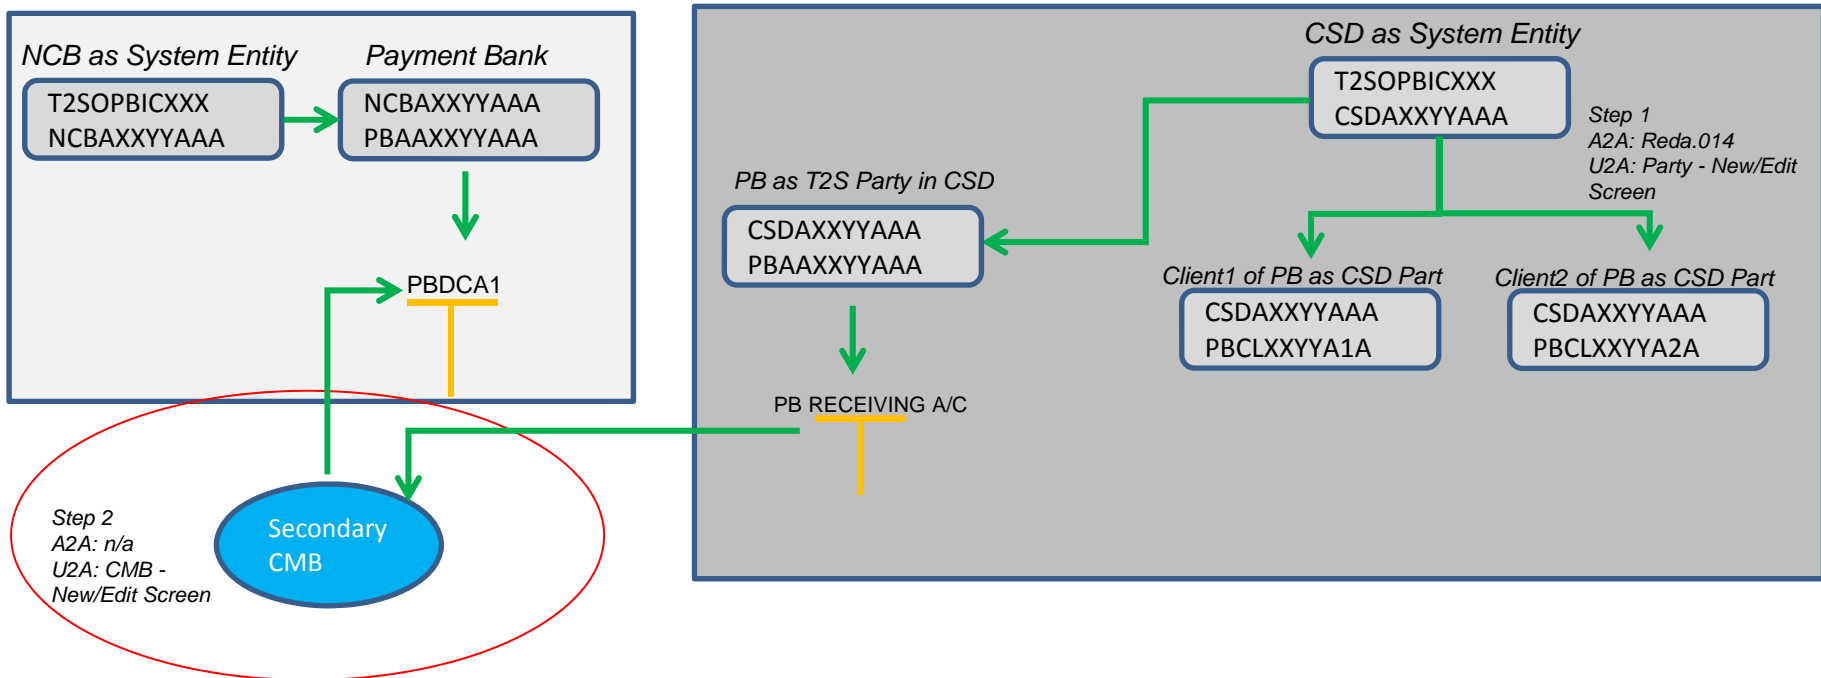 NCB as System Entity
T2SOPBICXXX
NCBAXXYYAAA
Payment Bank
NCBAXXYYAAA
PBAAXXYYAAA
PBDCA1
Step 2
A2A: n/a
U2A: CMB -
New/Edit Screen
Secondary
CMB
CSD as System Entity
T2SOPBICXXX
CSDAXXYYAAA
Step 1
A2A: Reda.014
U2A: Party - New/Edit
Screen
PB as T2S Party in CSD
CSDAXXYYAAA
PBAAXXYYAAA
PB RECEIVING A/C
Client1 of PB as CSD Part
CSDAXXYYAAA
PBCLXXYYA1A
Client2 of PB as CSD Part
CSDAXXYYAAA
PBCLXXYYA2A